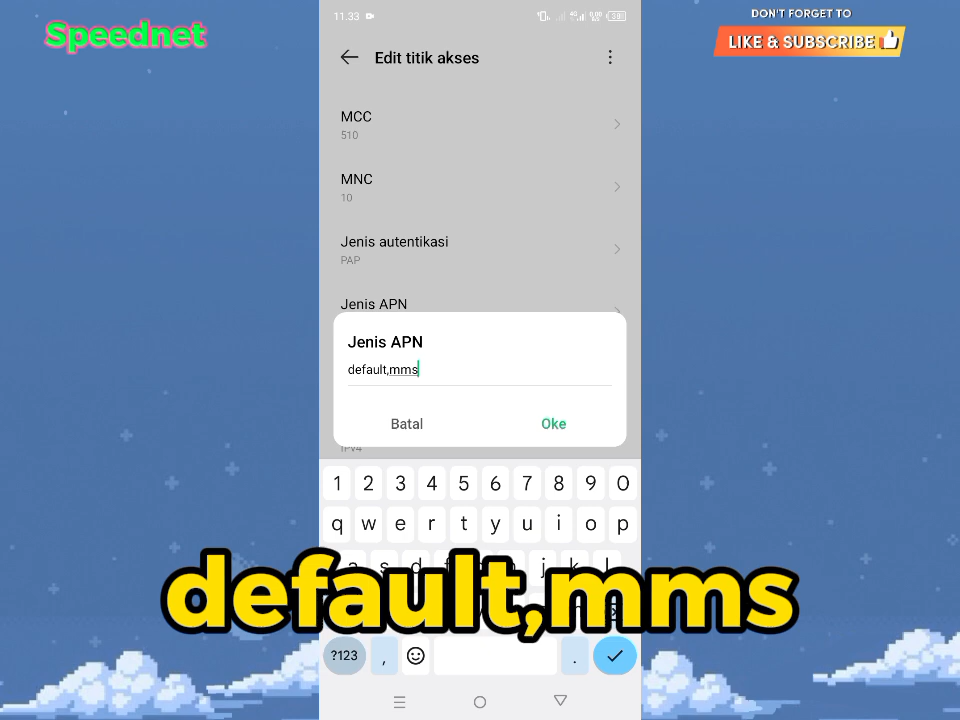 Speednet
DON'T FORGET TO
LIKE & SUBSCRIBE
11.33
Edit titik akses
MCC
510
MNC
10
Jenis autentikasi
PAP
Jenis APN
Jenis APN
default,mms
Batal
Oke
IPv4
1 2 3 4 5 6 7 8 9 0
q w e r t y u i o p
a s d f j k l
default,mms
?123 , .